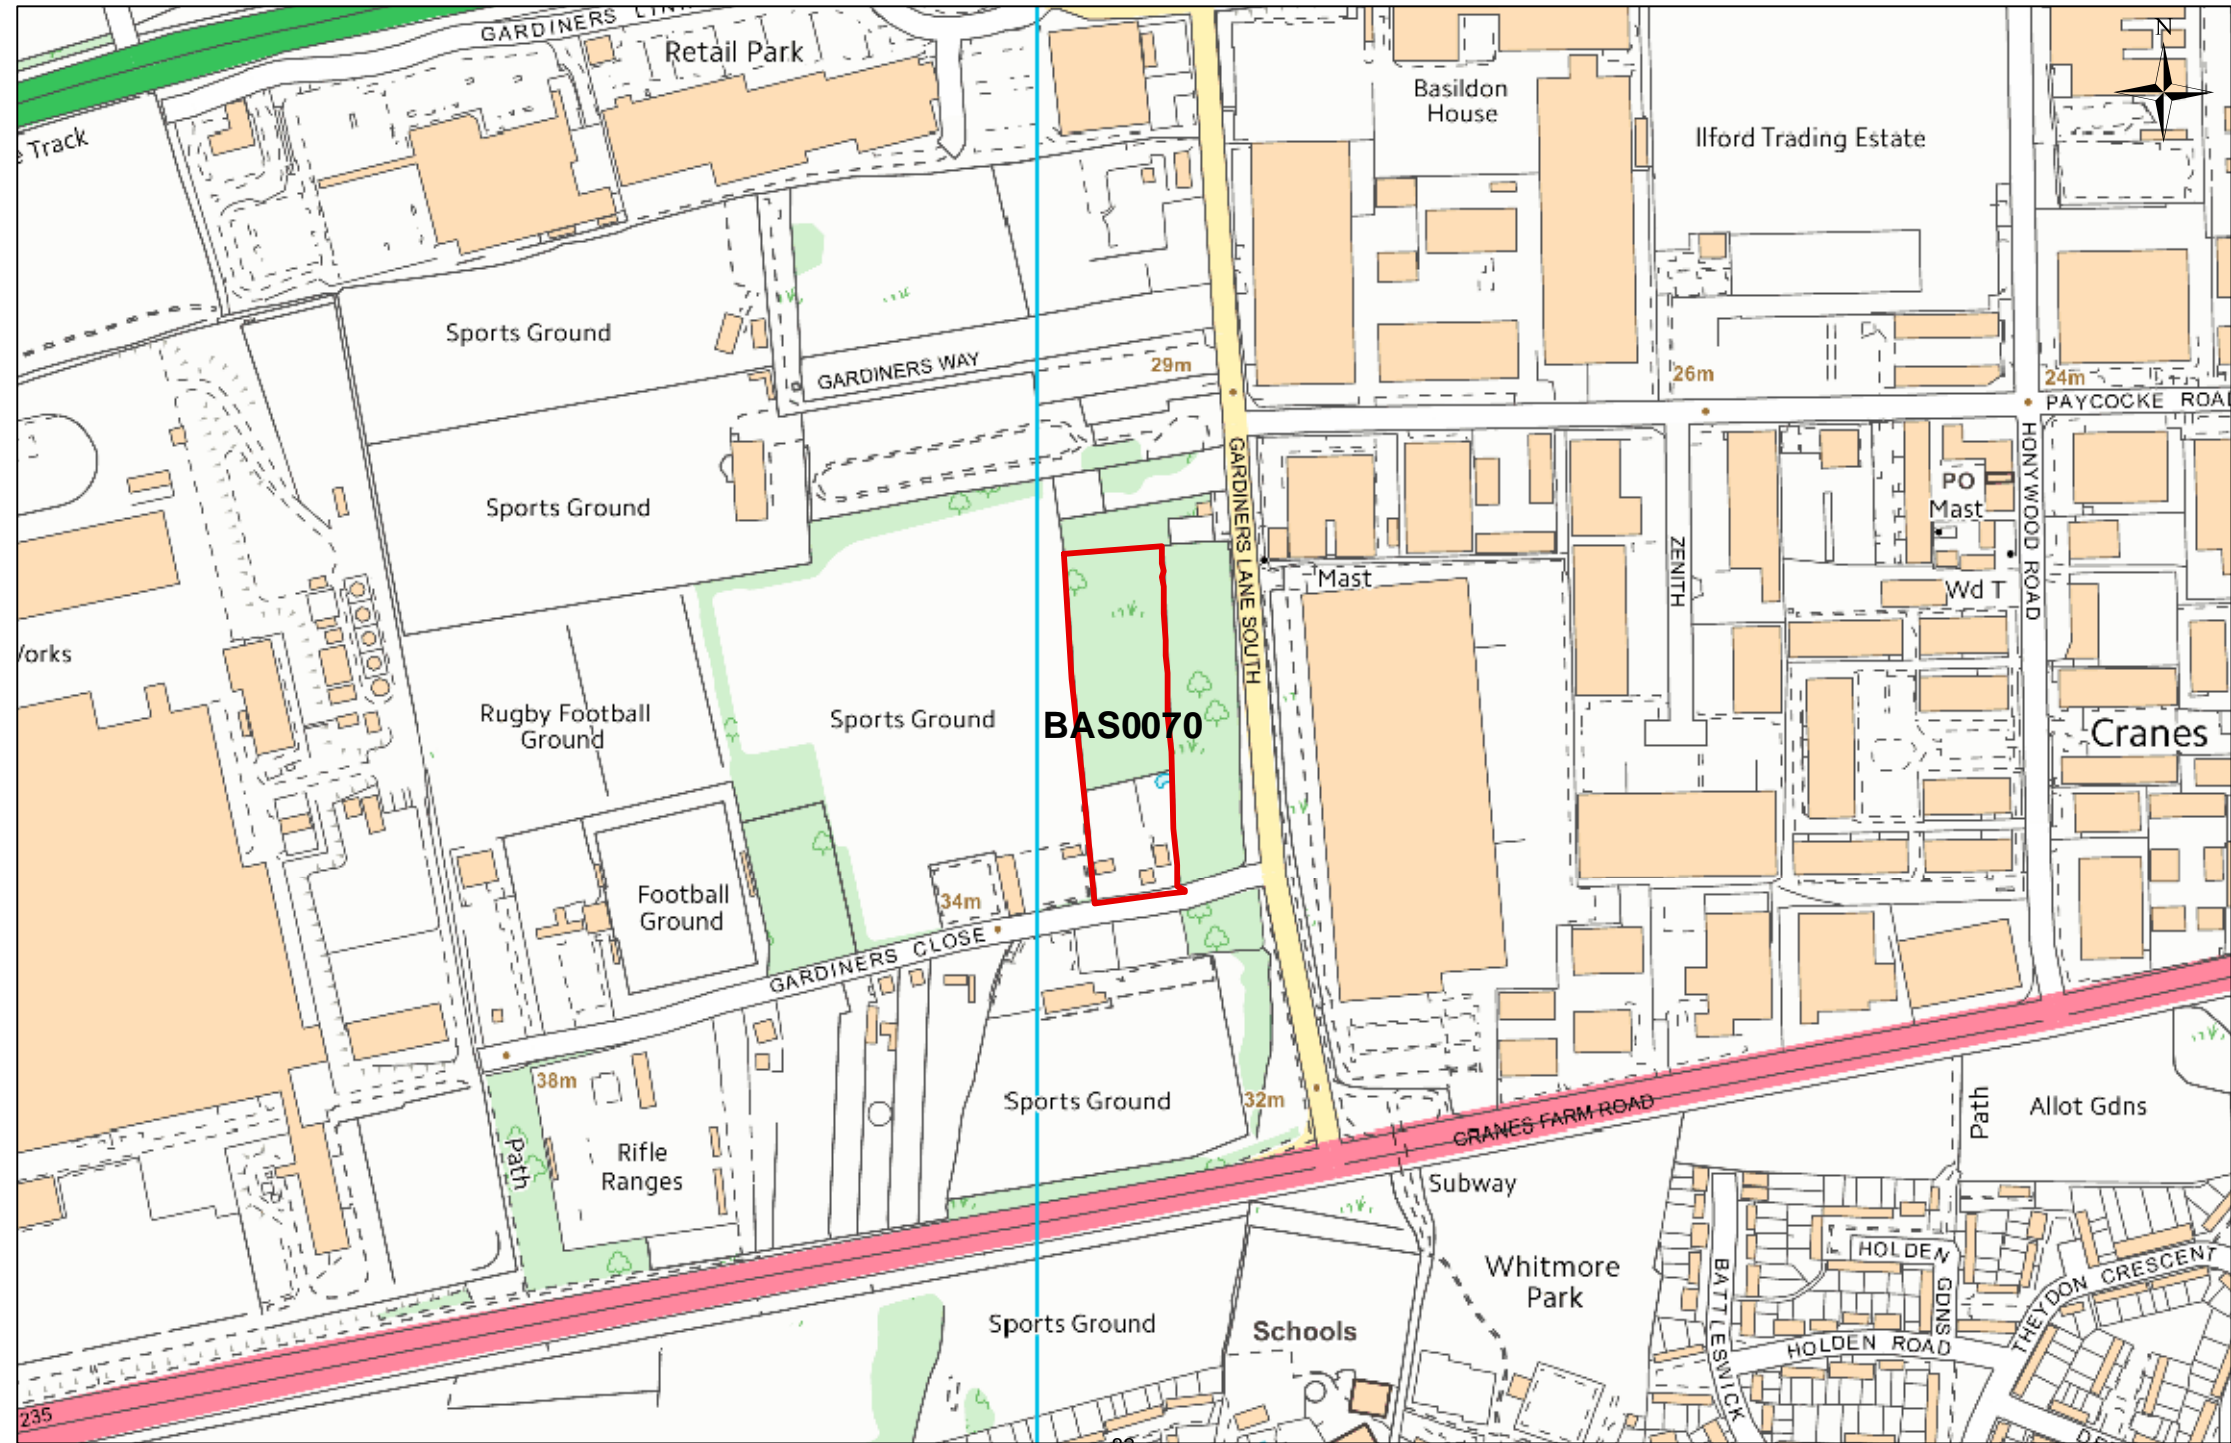 GARDINERS LINK
Retail Park
N
e Track
Basildon
House
Ilford Trading Estate
Sports Ground
GARDINERS WAY
29m
26m
24m
PAYCOCKE ROAD
GARDINERS LANE SOUTH
HONYWOOD ROAD
PO
Mast
Sports Ground
ZENITH
Mast
Wd T
Works
Rugby Football
Ground
Sports Ground
BAS0070
Cranes
Football
Ground
34m
GARDINERS CLOSE
38m
Sports Ground
32m
CRANES FARM ROAD
Path
Allot Gdns
Path
Rifle
Ranges
Subway
Whitmore
Park
BATTLESWICK
HOLDEN GDNS
THEYDON CRESCENT
Sports Ground
Schools
HOLDEN ROAD
235